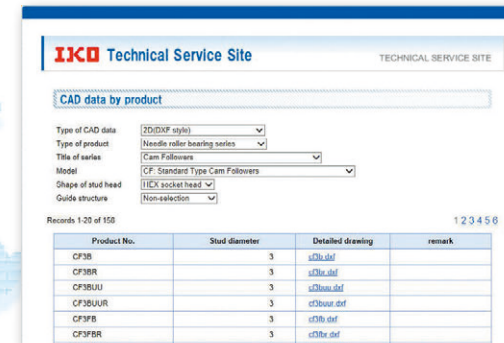 IKO Technical Service Site
TECHNICAL SERVICE SITE
CAD data by product
Type of CAD data 2D(DXF style)
Type of product Needle roller bearing series
Title of series Cam Followers
Model CF: Standard Type Cam Followers
Shape of stud head HEX socket head
Guide structure Non-selection
Records 1-20 of 156 1 2 3 4 5 6
Product No. Stud diameter Detailed drawing remark
CF3B 3 cf3b.dxf
CF3BR 3 cf3br.dxf
CF3BUU 3 cf3buu.dxf
CF3BUUR 3 cf3buur.dxf
CF3FB 3 cf3fb.dxf
CF3FBR 3 cf3fbr.dxf